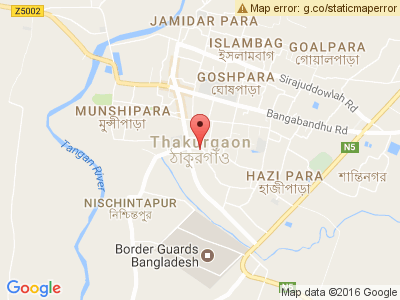 Map error: g.co/staticmaperror
Z5002
JAMIDAR PARA
ISLAMBAG
ইসলামবাগ
GOALPARA
গোয়ালপাড়া
GOSHPARA
ঘোষপাড়া
Sirajuddowlah Rd
MUNSHIPARA
মুন্সীপাড়া
Bangabandhu Rd
Thakurgaon
ঠাকুরগাঁও
N5
Tangan River
HAZI PARA
হাজীপাড়া
শান্তিনগর
NISCHINTAPUR
নিশ্চিন্তপুর
Border Guards
Bangladesh
N5
Map data ©2016 Google